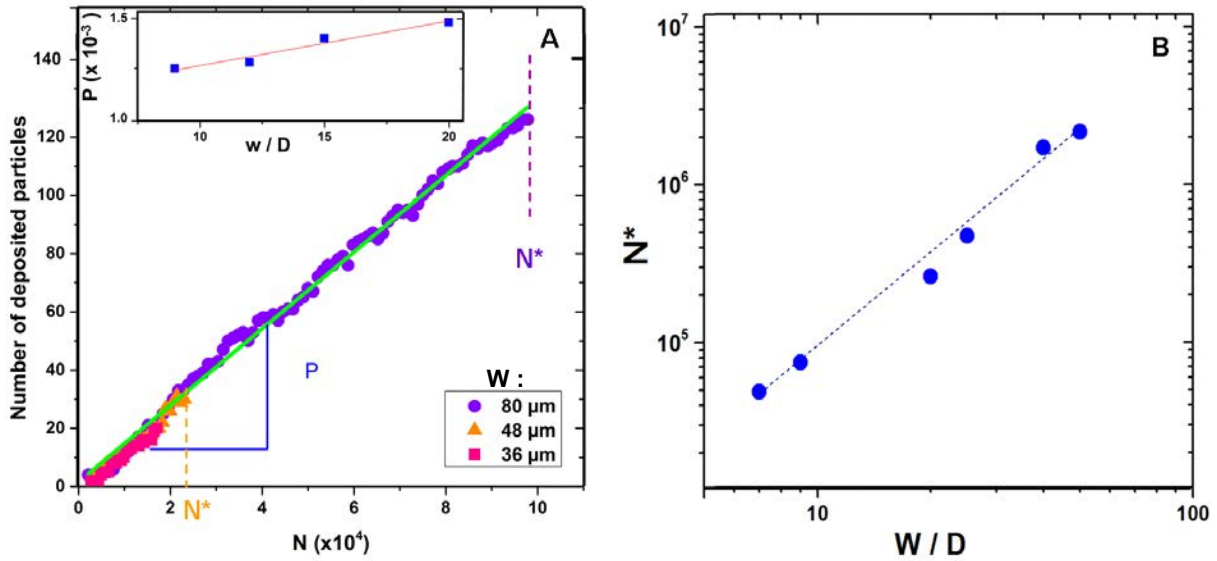 A
P (x 10⁻³)
1.5
1.0
10
15
20
w / D
Number of deposited particles
140
120
100
80
60
40
20
0
P
N*
N*
W :
80 µm
48 µm
36 µm
0
2
4
6
8
10
N (x10⁴)
B
N*
10⁷
10⁶
10⁵
10
100
W / D